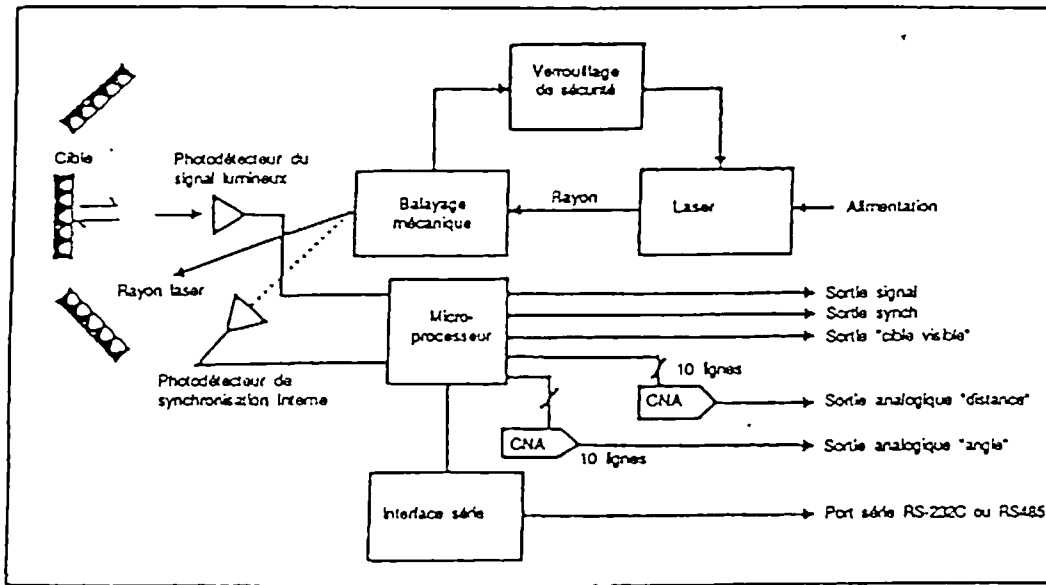 Verrouillage
de sécurité
Cible
Photodétecteur du
signal lumineux
Balayage
mécanique
Rayon
Laser
Alimentation
Rayon laser
Micro-
processeur
Sortie signal
Sortie synch
Sortie "cible visible"
10 lignes
CNA
Sortie analogique "distance"
Photodétecteur de
synchronisation Interne
CNA
10 lignes
Sortie analogique "angle"
Interface série
Port série RS-232C ou RS485